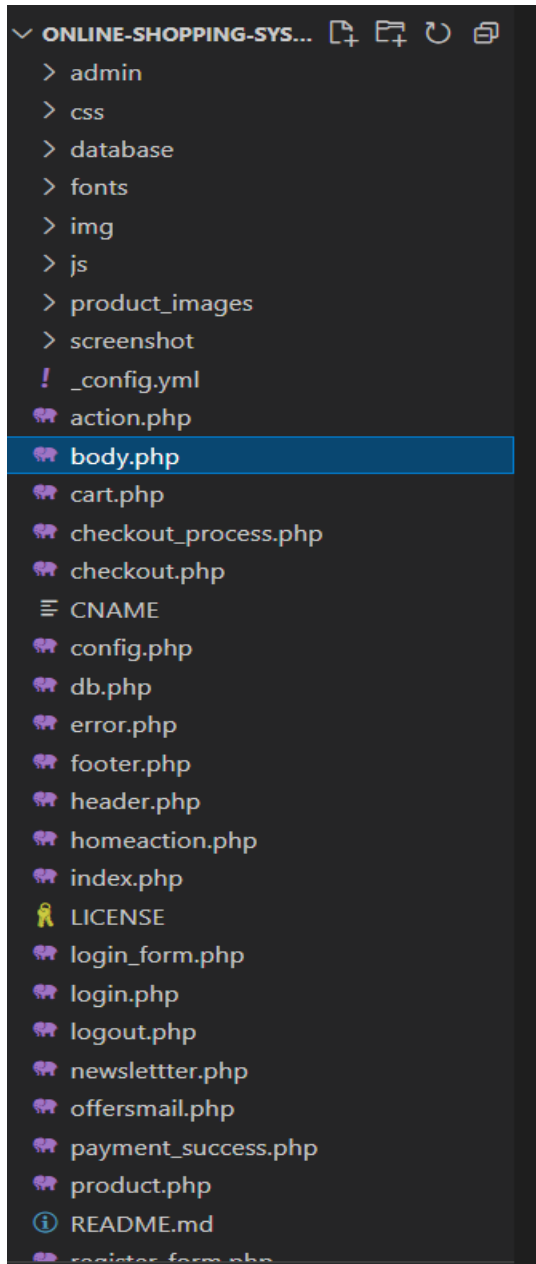 ONLINE-SHOPPING-SYS...
admin
css
database
fonts
img
js
product_images
screenshot
_config.yml
action.php
body.php
cart.php
checkout_process.php
checkout.php
CNAME
config.php
db.php
error.php
footer.php
header.php
homeaction.php
index.php
LICENSE
login_form.php
login.php
logout.php
newslettter.php
offersmail.php
payment_success.php
product.php
README.md
register_form.php